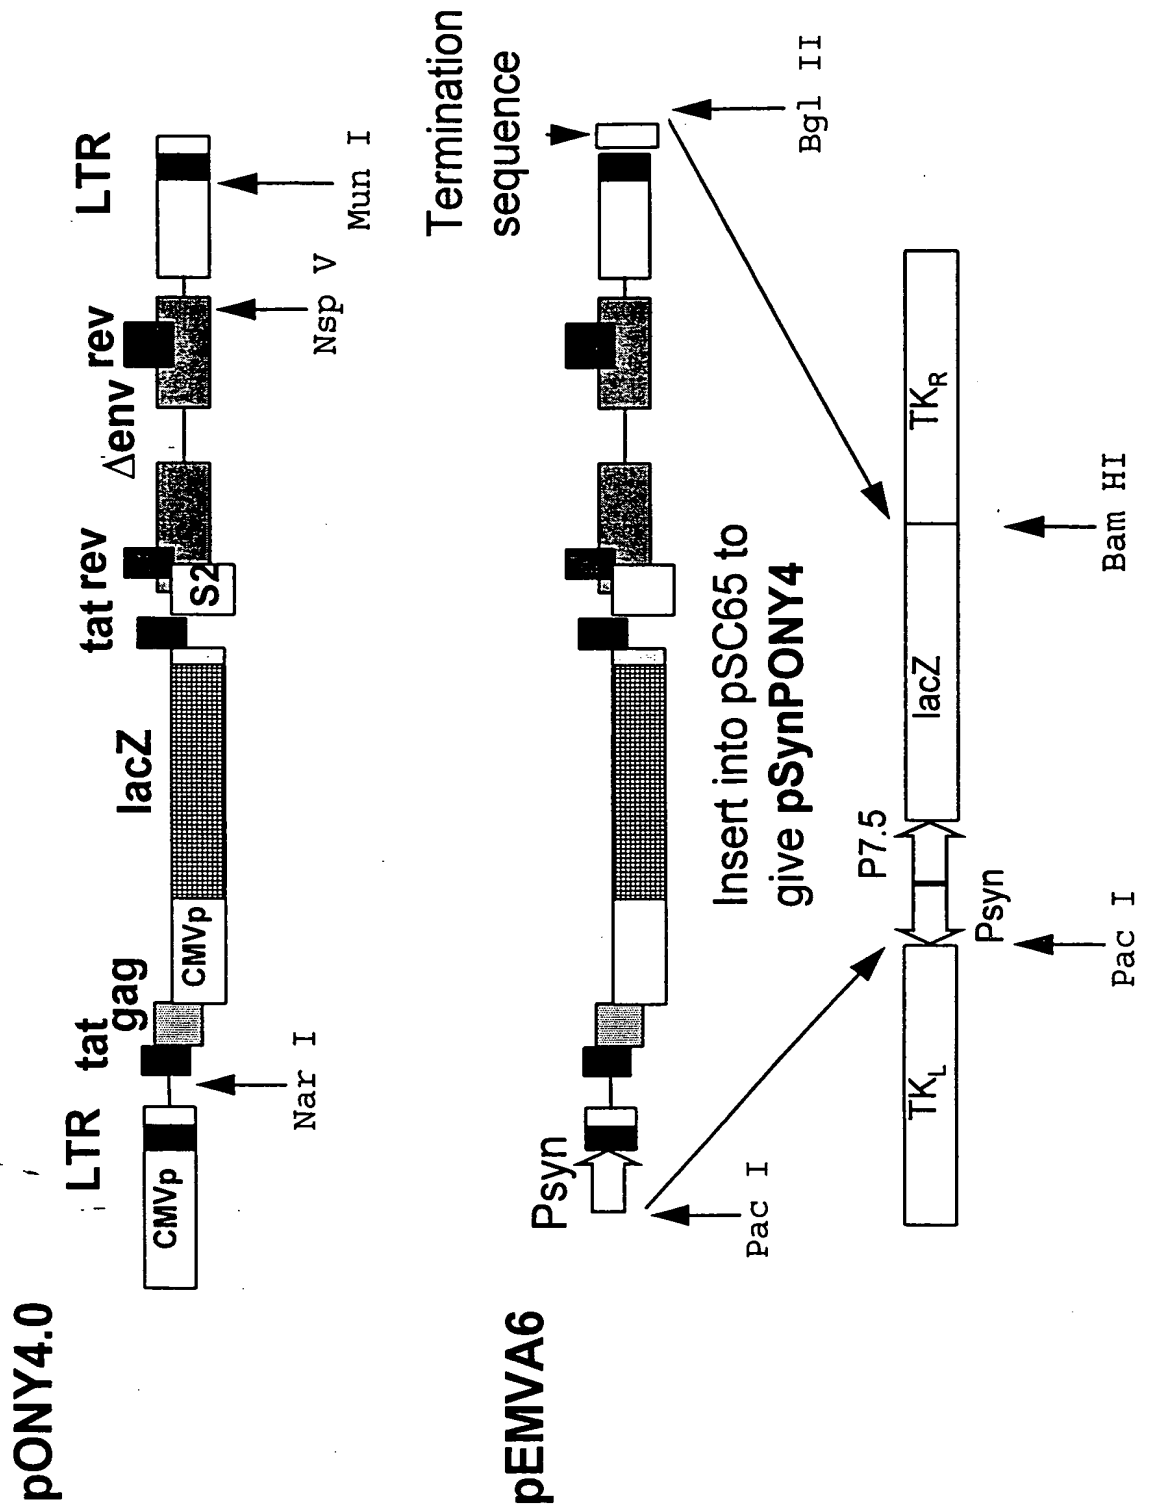 pONY4.0
LTR
tat
gag
lacZ
tat
rev
Δenv
rev
LTR
CMVp
CMVp
S2
Nar I
Nsp V
Mun I
pEMVA6
Psyn
Termination
sequence
Pac I
Bgl II
Insert into pSC65 to
give pSynPONY4
P7.5
TKL
lacZ
TKR
Psyn
Pac I
Bam HI